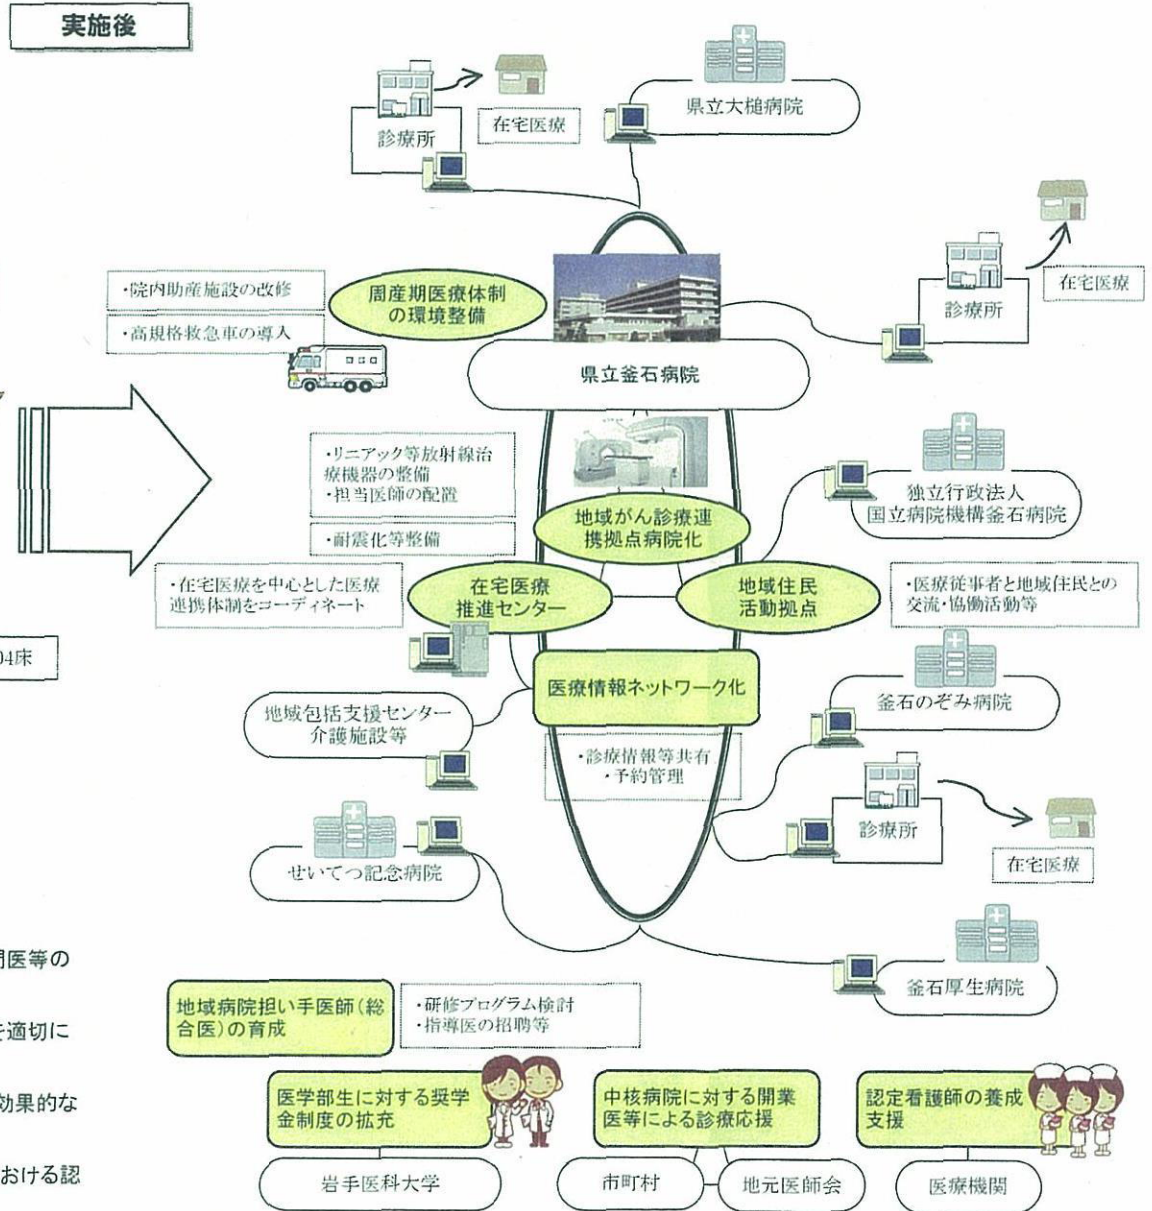 実施後
県立大槌病院
診療所
在宅医療
診療所
在宅医療
・院内助産施設の改修
・高規格救急車の導入
周産期医療体制
の環境整備
県立釜石病院
・リニアック等放射線治
療機器の整備
・担当医師の配置
・耐震化等整備
地域がん診療連
携拠点病院化
独立行政法人
国立病院機構釜石病院
・在宅医療を中心とした医療
連携体制をコーディネート
在宅医療
推進センター
地域住民
活動拠点
・医療従事者と地域住民との
交流・協働活動等
04床
医療情報ネットワーク化
・診療情報等共有
・予約管理
地域包括支援センター
介護施設等
釜石のぞみ病院
診療所
在宅医療
せいてつ記念病院
釜石厚生病院
門医等の
を適切に
効果的な
おける認
地域病院担い手医師(総
合医)の育成
・研修プログラム検討
・指導医の招聘等
医学部生に対する奨学
金制度の拡充
岩手医科大学
中核病院に対する開業
医等による診療応援
市町村
地元医師会
認定看護師の養成
支援
医療機関